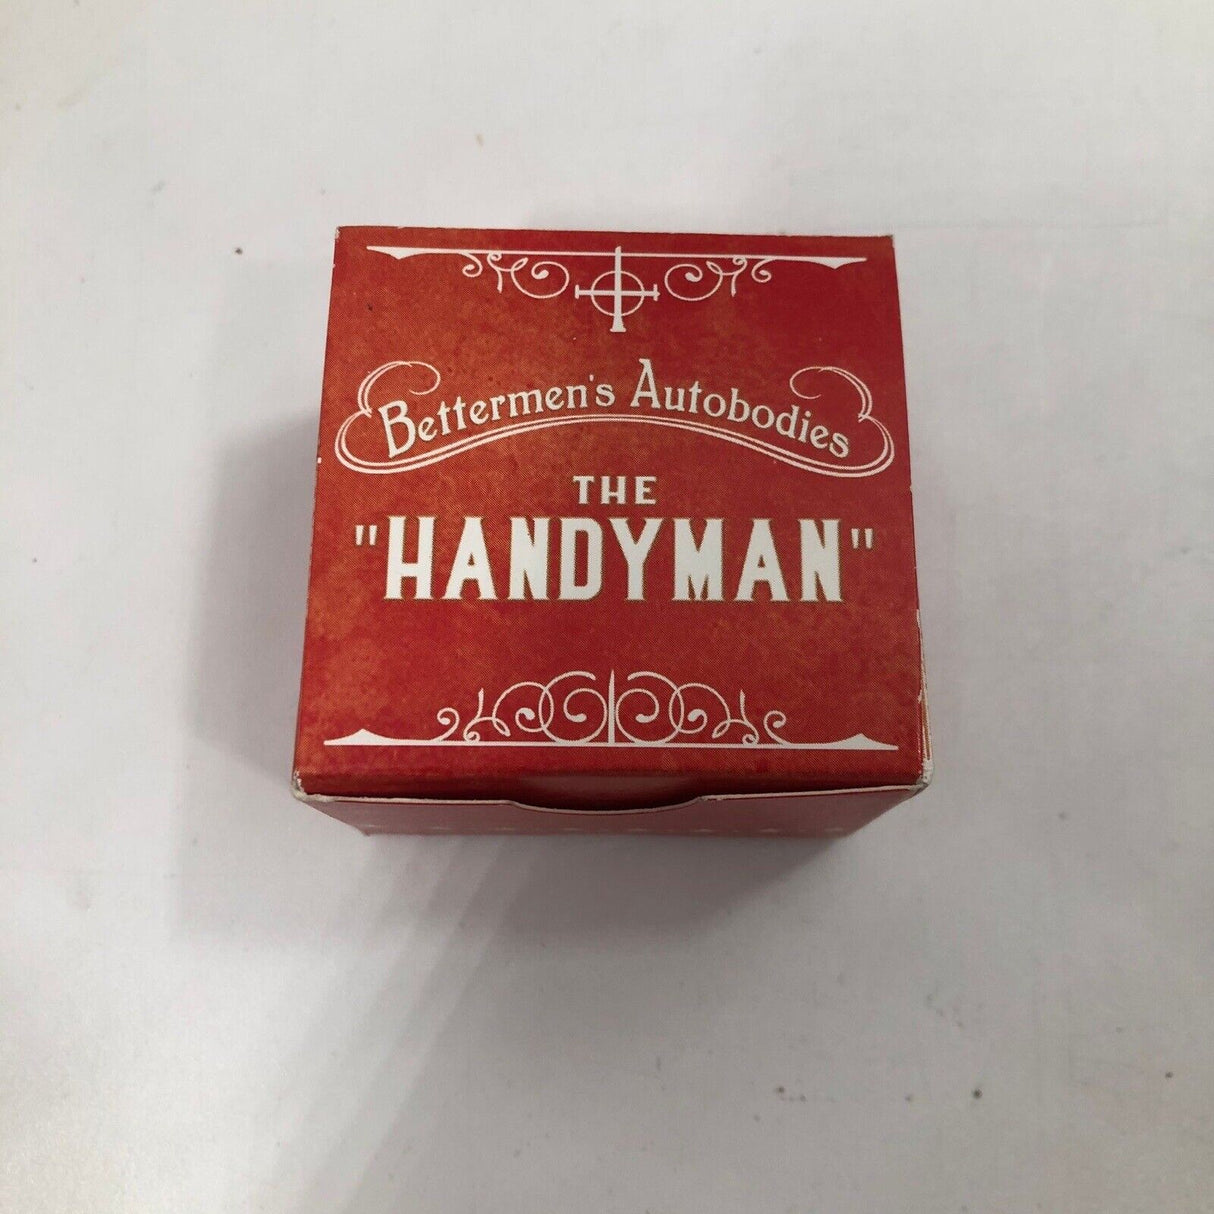 Bettermen's Autobodies
THE
"HANDYMAN"